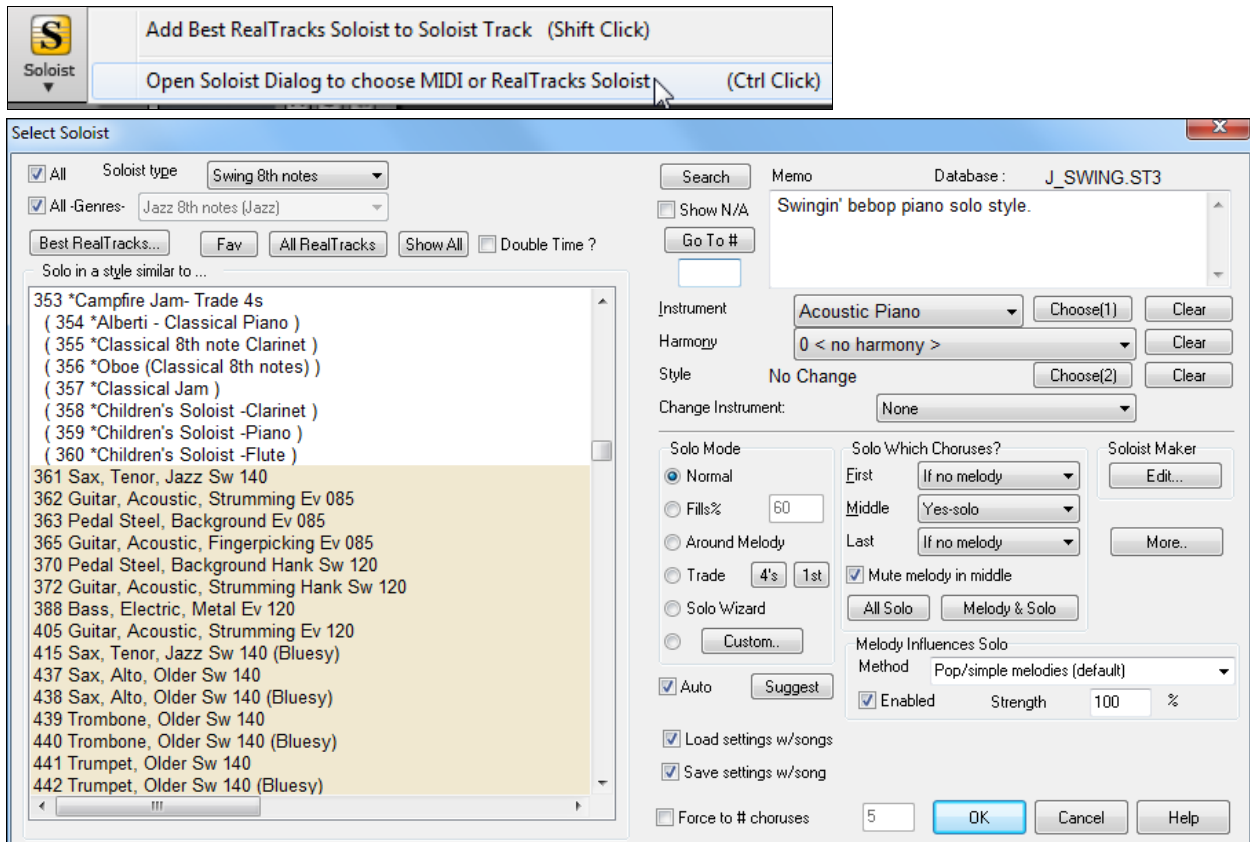 S
Soloist
Add Best RealTracks Soloist to Soloist Track (Shift Click)
Open Soloist Dialog to choose MIDI or RealTracks Soloist (Ctrl Click)
Select Soloist
All Soloist type Swing 8th notes
All -Genres- Jazz 8th notes (Jazz)
Best RealTracks... Fav All RealTracks Show All Double Time ?
Solo in a style similar to ...
353 *Campfire Jam- Trade 4s
( 354 *Alberti - Classical Piano )
( 355 *Classical 8th note Clarinet )
( 356 *Oboe (Classical 8th notes) )
( 357 *Classical Jam )
( 358 *Children's Soloist -Clarinet )
( 359 *Children's Soloist -Piano )
( 360 *Children's Soloist -Flute )
361 Sax, Tenor, Jazz Sw 140
362 Guitar, Acoustic, Strumming Ev 085
363 Pedal Steel, Background Ev 085
365 Guitar, Acoustic, Fingerpicking Ev 085
370 Pedal Steel, Background Hank Sw 120
372 Guitar, Acoustic, Strumming Hank Sw 120
388 Bass, Electric, Metal Ev 120
405 Guitar, Acoustic, Strumming Ev 120
415 Sax, Tenor, Jazz Sw 140 (Bluesy)
437 Sax, Alto, Older Sw 140
438 Sax, Alto, Older Sw 140 (Bluesy)
439 Trombone, Older Sw 140
440 Trombone, Older Sw 140 (Bluesy)
441 Trumpet, Older Sw 140
442 Trumpet, Older Sw 140 (Bluesy)
Search Memo Database : J_SWING.ST3
Show N/A Swingin' bebop piano solo style.
Go To #
Instrument Acoustic Piano Choose(1) Clear
Harmony 0 < no harmony > Clear
Style No Change Choose(2) Clear
Change Instrument: None
Solo Mode
Normal
Fills% 60
Around Melody
Trade 4's 1st
Solo Wizard
Custom..
Auto Suggest
Solo Which Choruses?
First If no melody
Middle Yes-solo
Last If no melody
Mute melody in middle
All Solo Melody & Solo
Soloist Maker
Edit...
More..
Melody Influences Solo
Method Pop/simple melodies (default)
Enabled Strength 100 %
Load settings w/songs
Save settings w/song
Force to # choruses 5 OK Cancel Help